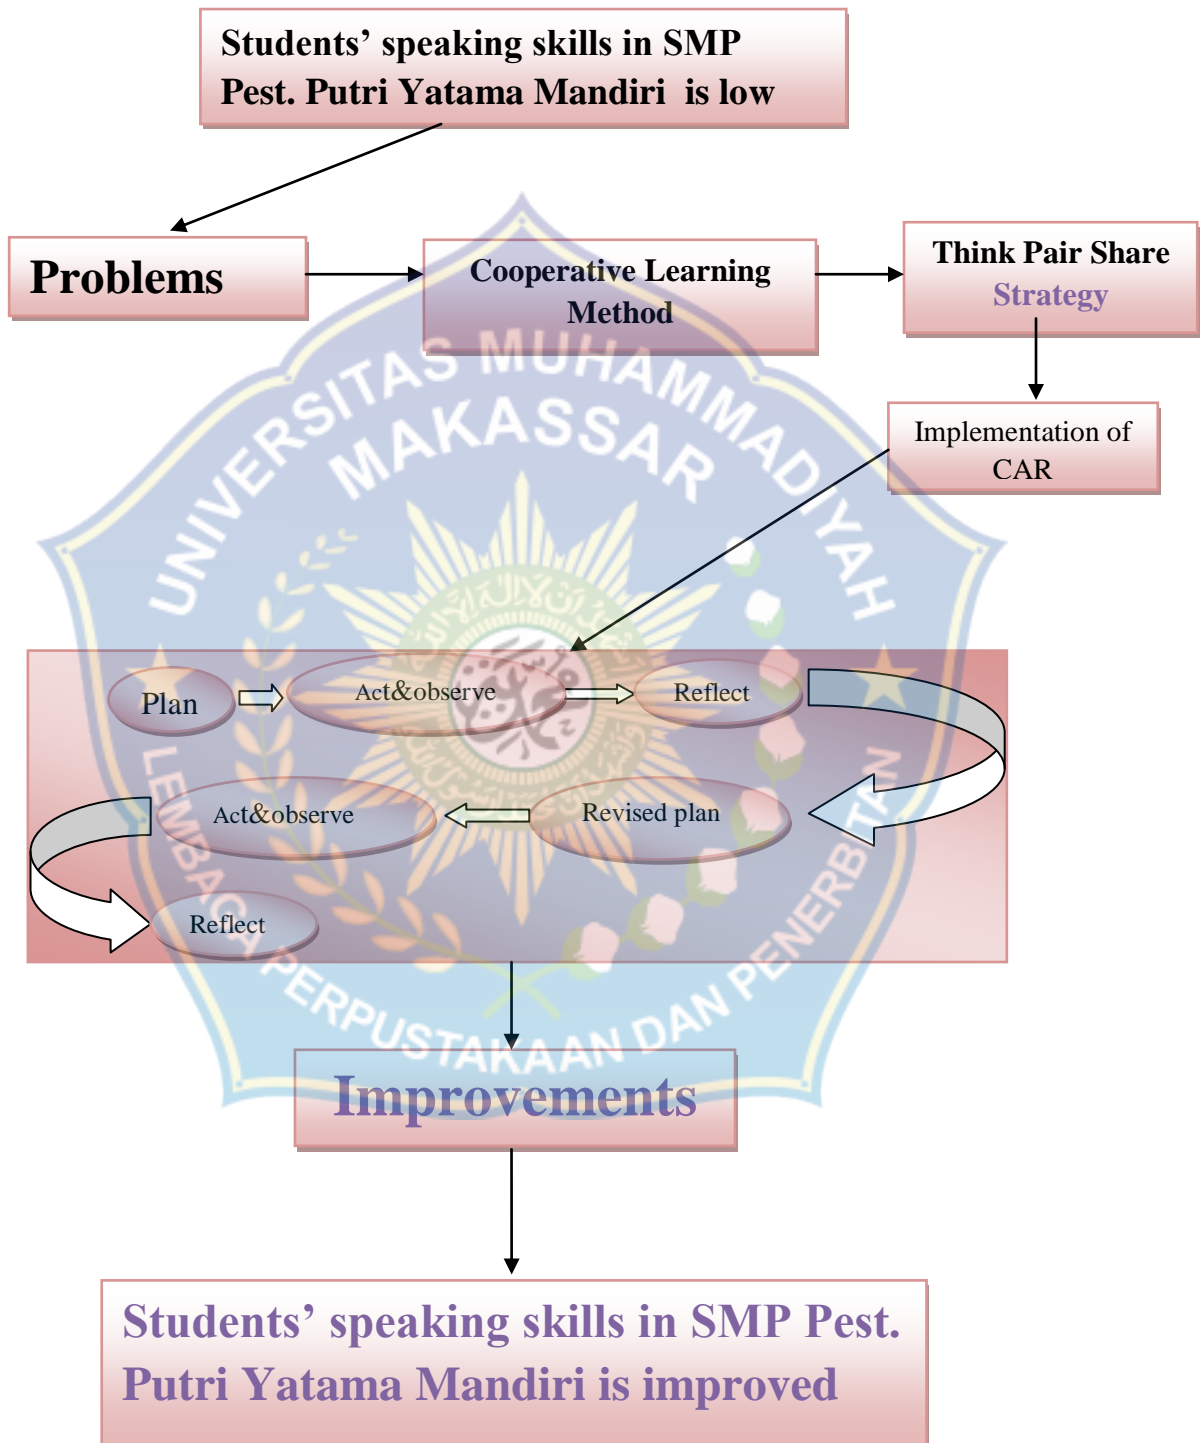 Students’ speaking skills in SMP
Pest. Putri Yatama Mandiri is low
Problems
Cooperative Learning
Method
Think Pair Share
Strategy
Implementation of
CAR
UNIVERSITAS MUHAMMADIYAH
MAKASSAR
Plan
Act&observe
Reflect
Revised plan
Act&observe
Reflect
LEMBAGA PERPUSTAKAAN DAN PENERBITAN
Improvements
Students’ speaking skills in SMP Pest.
Putri Yatama Mandiri is improved